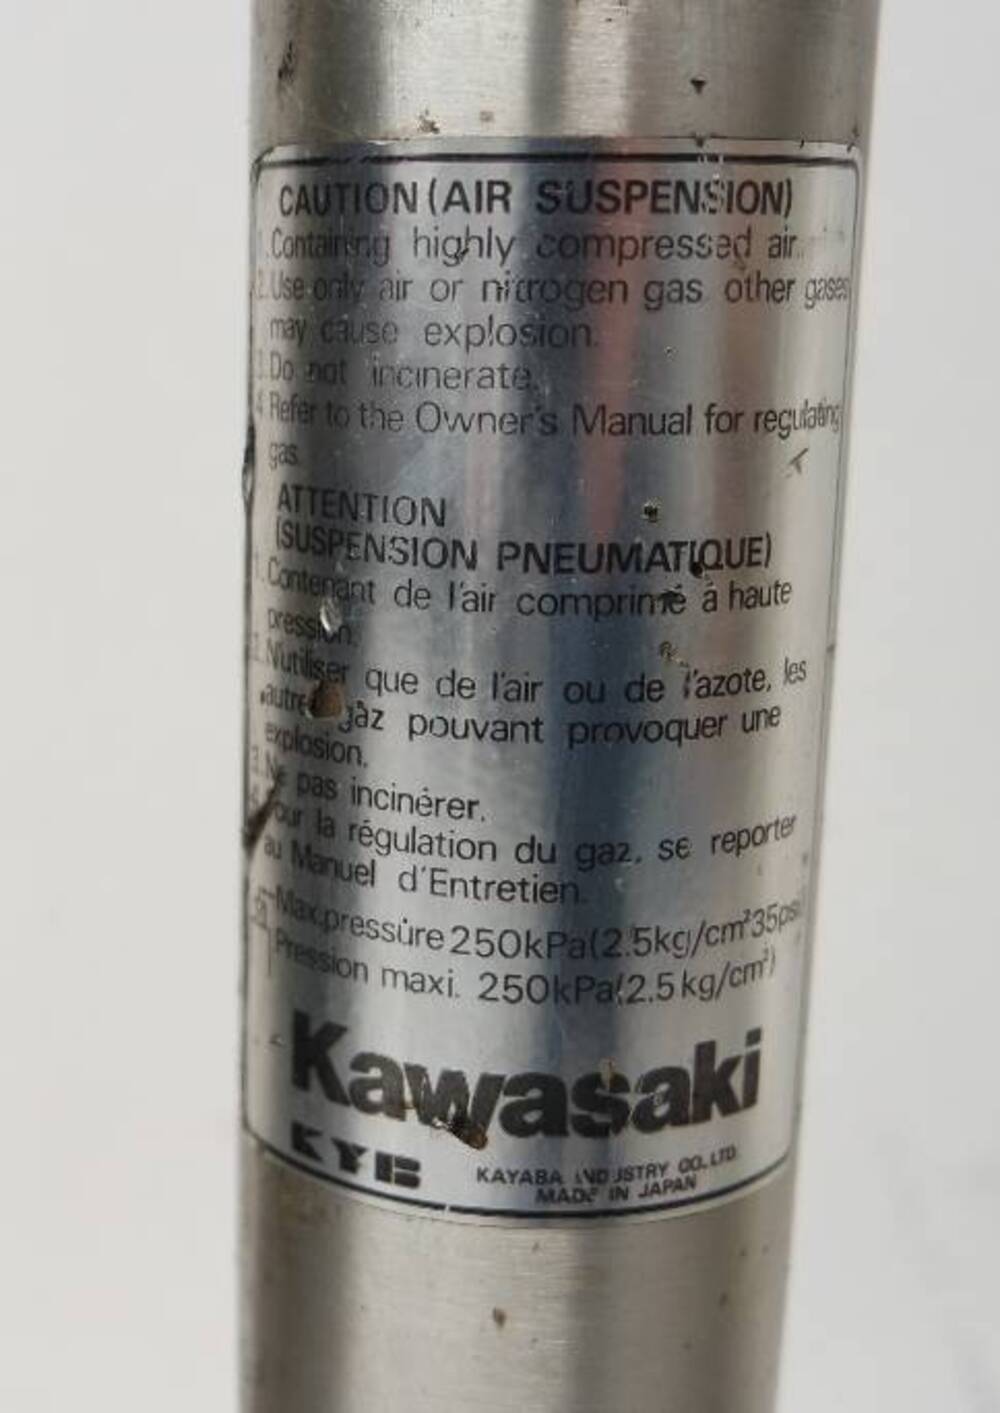 CAUTION (AIR SUSPENSION)
1. Containing highly compressed air.
2. Use only air or nitrogen gas other gases
may cause explosion.
3. Do not incinerate.
4. Refer to the Owner's Manual for regulating
gas.
ATTENTION
(SUSPENSION PNEUMATIQUE)
1. Contenant de l'air comprimé à haute
pression.
2. N'utiliser que de l'air ou de l'azote, les
autres gaz pouvant provoquer une
explosion.
3. Ne pas incinérer.
4. Pour la régulation du gaz, se reporter
au Manuel d'Entretien.
5. Max.pressure 250kPa(2.5kg/cm² 35psi)
Pression maxi. 250kPa(2.5kg/cm²)
Kawasaki
KYB KAYABA INDUSTRY CO.LTD.
MADE IN JAPAN